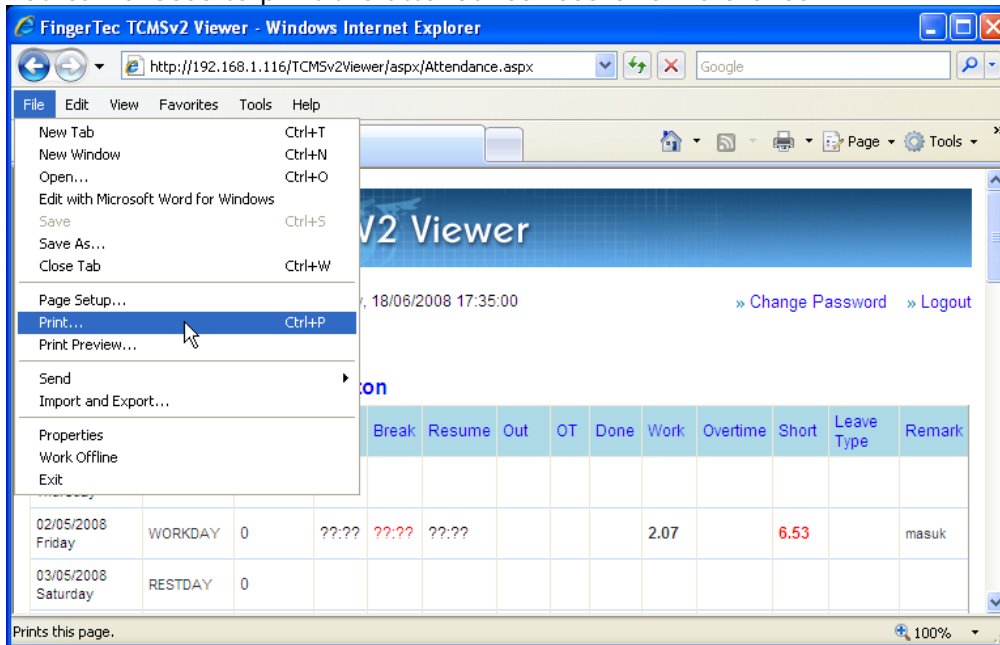 FingerTec TCMSv2 Viewer - Windows Internet Explorer
http://192.168.1.116/TCMSv2Viewer/aspx/Attendance.aspx Google
File Edit View Favorites Tools Help
New Tab Ctrl+T
New Window Ctrl+N
Open... Ctrl+O
Edit with Microsoft Word for Windows
Save Ctrl+S
Save As...
Close Tab Ctrl+W
Page Setup...
Print... Ctrl+P
Print Preview...
Send
Import and Export...
Properties
Work Offline
Exit
Page Tools
V2 Viewer
, 18/06/2008 17:35:00 » Change Password » Logout
ton
Break Resume Out OT Done Work Overtime Short Leave Type Remark
02/05/2008 WORKDAY 0 ??:?? ??:?? ??:?? 2.07 6.53 masuk
Friday
03/05/2008 RESTDAY 0
Saturday
Prints this page. 100%